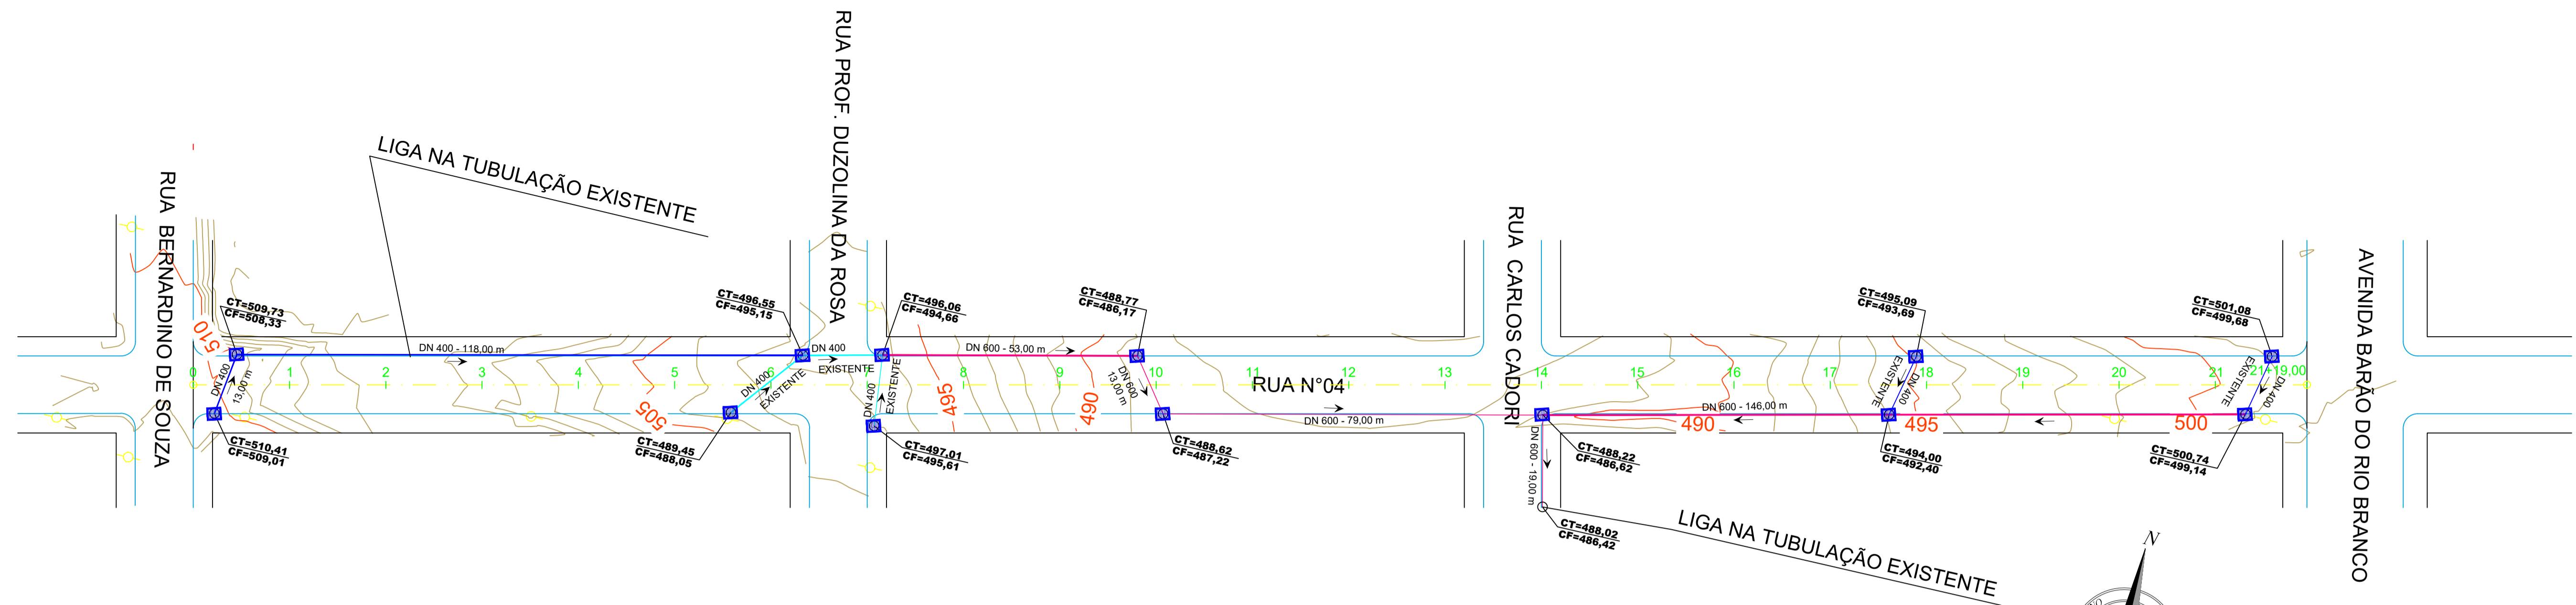 RUA BERNARDINO DE SOUZA
LIGA NA TUBULAÇÃO EXISTENTE
RUA PROF. DUZOLINA DA ROSA
RUA CARLOS CADORI
AVENIDA BARÃO DO RIO BRANCO
510
CT=509,73
CF=508,33
DN 400
13,00 m
CT=510,41
CF=509,01
DN 400 - 118,00 m
0
1
2
3
4
5
6
505
CT=489,45
CF=488,05
DN 400
EXISTENTE
CT=496,55
CF=495,15
DN 400
EXISTENTE
DN 400
EXISTENTE
CT=496,06
CF=494,66
CT=497,01
CF=495,61
DN 600 - 53,00 m
8
495
9
490
CT=488,77
CF=486,17
DN 600
13,00 m
10
CT=488,62
CF=487,22
11
12
13
RUA N°04
DN 600 - 79,00 m
14
15
16
17
18
19
20
21
21+19,00
DN 600 - 19,00 m
CT=488,22
CF=486,62
CT=488,02
CF=486,42
LIGA NA TUBULAÇÃO EXISTENTE
490
DN 600 - 146,00 m
CT=495,09
CF=493,69
EXISTENTE
DN 400
495
CT=494,00
CF=492,40
500
CT=501,08
CF=499,68
EXISTENTE
DN 400
CT=500,74
CF=499,14
N